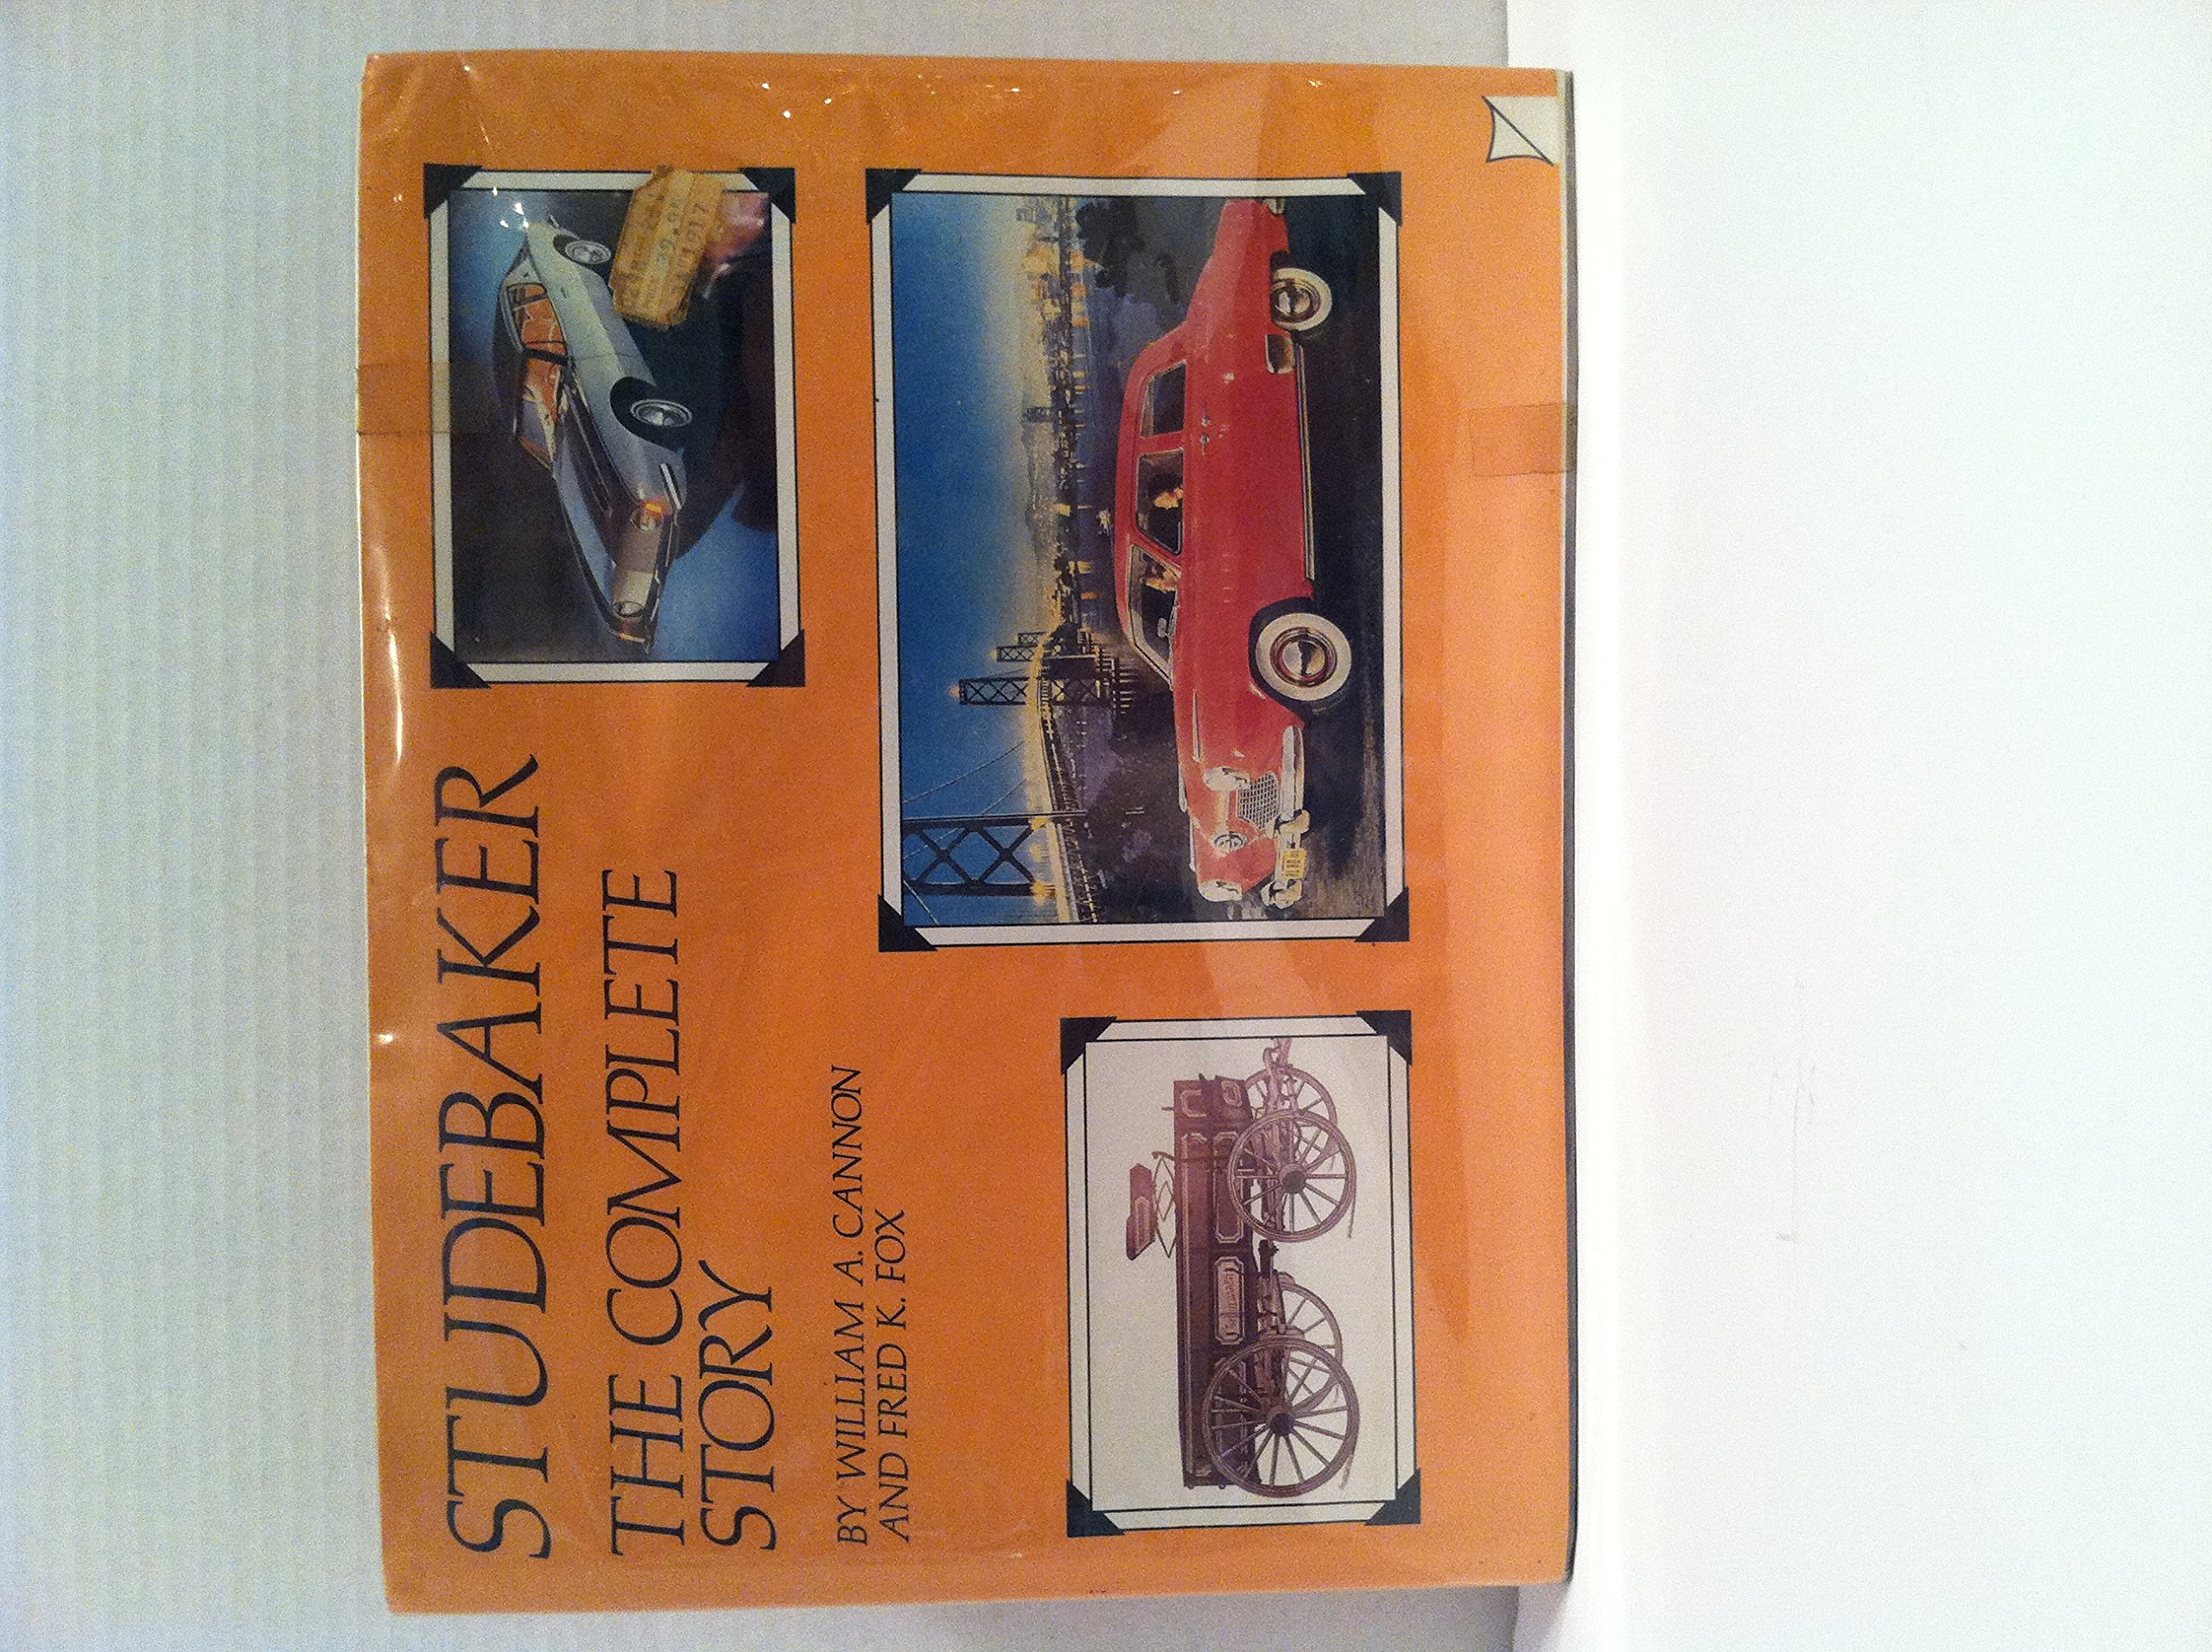 STUDEBAKER
THE COMPLETE
STORY
BY WILLIAM A. CANNON
AND FRED K. FOX